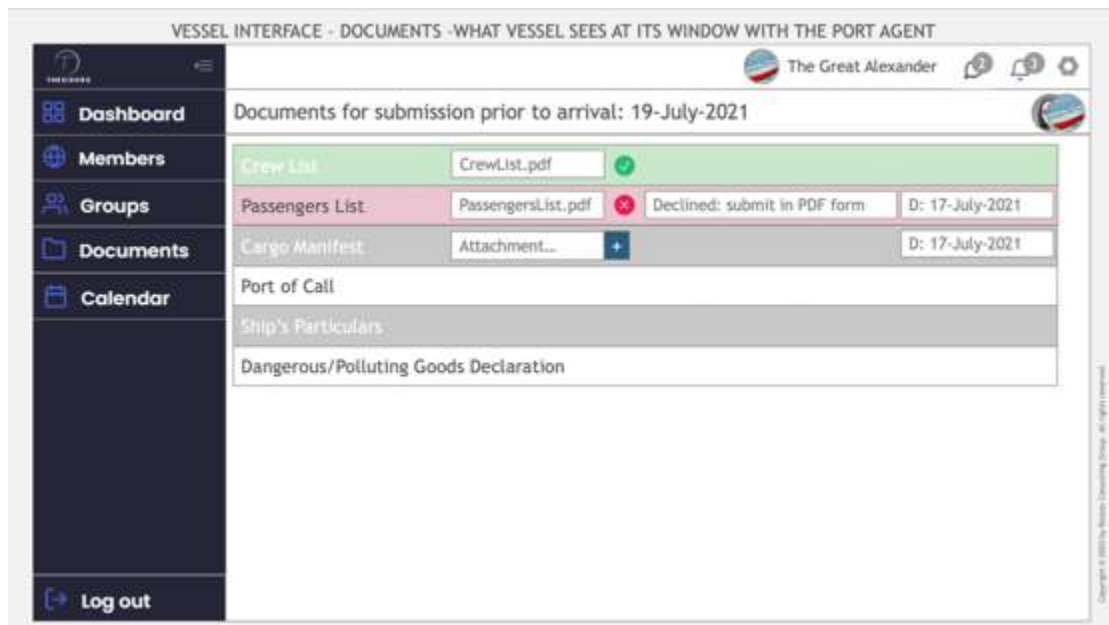 VESSEL INTERFACE - DOCUMENTS -WHAT VESSEL SEES AT ITS WINDOW WITH THE PORT AGENT
The Great Alexander
Dashboard
Documents for submission prior to arrival: 19-July-2021
Members
Crew List CrewList.pdf
Groups
Passengers List PassengersList.pdf Declined: submit in PDF form D: 17-July-2021
Documents
Cargo Manifest Attachment... + D: 17-July-2021
Calendar
Port of Call
Ship's Particulars
Dangerous/Polluting Goods Declaration
Log out